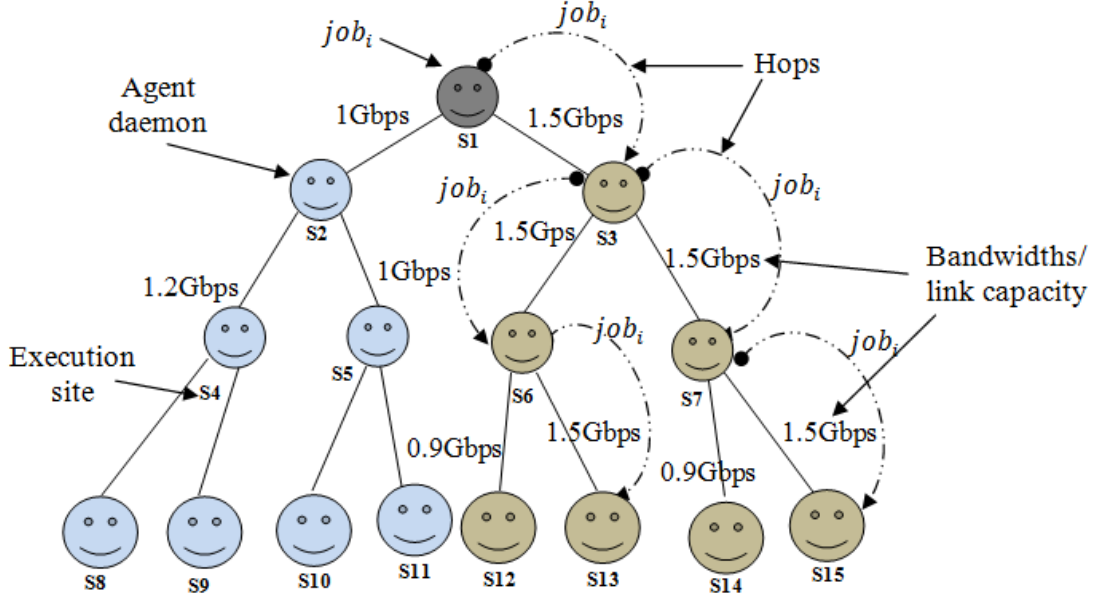 job_i
job_i
Hops
Agent
daemon
1Gbps
1.5Gbps
S1
job_i
job_i
S2
1.5Gps
S3
1.2Gbps
1Gbps
1.5Gbps
Bandwidths/
link capacity
Execution
site
job_i
job_i
S4
S5
S6
S7
0.9Gbps
1.5Gbps
0.9Gbps
1.5Gbps
S8
S9
S10
S11
S12
S13
S14
S15